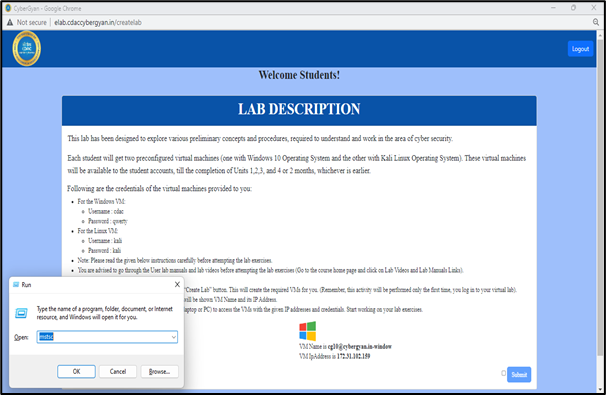 CyberGyan - Google Chrome
Not secure | elab.cdaccybergyan.in/createlab
Logout
Welcome Students!
LAB DESCRIPTION
This lab has been designed to explore various preliminary concepts and procedures, required to understand and work in the area of cyber security.
Each student will get two preconfigured virtual machines (one with Windows 10 Operating System and the other with Kali Linux Operating System). These virtual machines
will be available to the student accounts, till the completion of Units 1,2,3, and 4 or 2 months, whichever is earlier.
Following are the credentials of the virtual machines provided to you:
For the Windows VM:
Username : cdac
Password : qwerty
For the Linux VM:
Username : kali
Password : kali
Note: Please read the given below instructions carefully before attempting the lab exercises.
You are advised to go through the User lab manuals and lab videos before attempting the lab exercises (Go to the course home page and click on Lab Videos and Lab Manuals Links).
"Create Lab" button. This will create the required VMs for you. (Remember, this activity will be performed only the first time, you log in to your virtual lab).
will be shown VM Name and its IP Address.
laptop or PC) to access the VMs with the given IP addresses and credentials. Start working on your lab exercises.
VM Name is cg10@cybergyan.in-window
VM IpAddress is 172.31.102.159
Submit
Run
Type the name of a program, folder, document, or Internet
resource, and Windows will open it for you.
Open: mstsc
OK Cancel Browse...